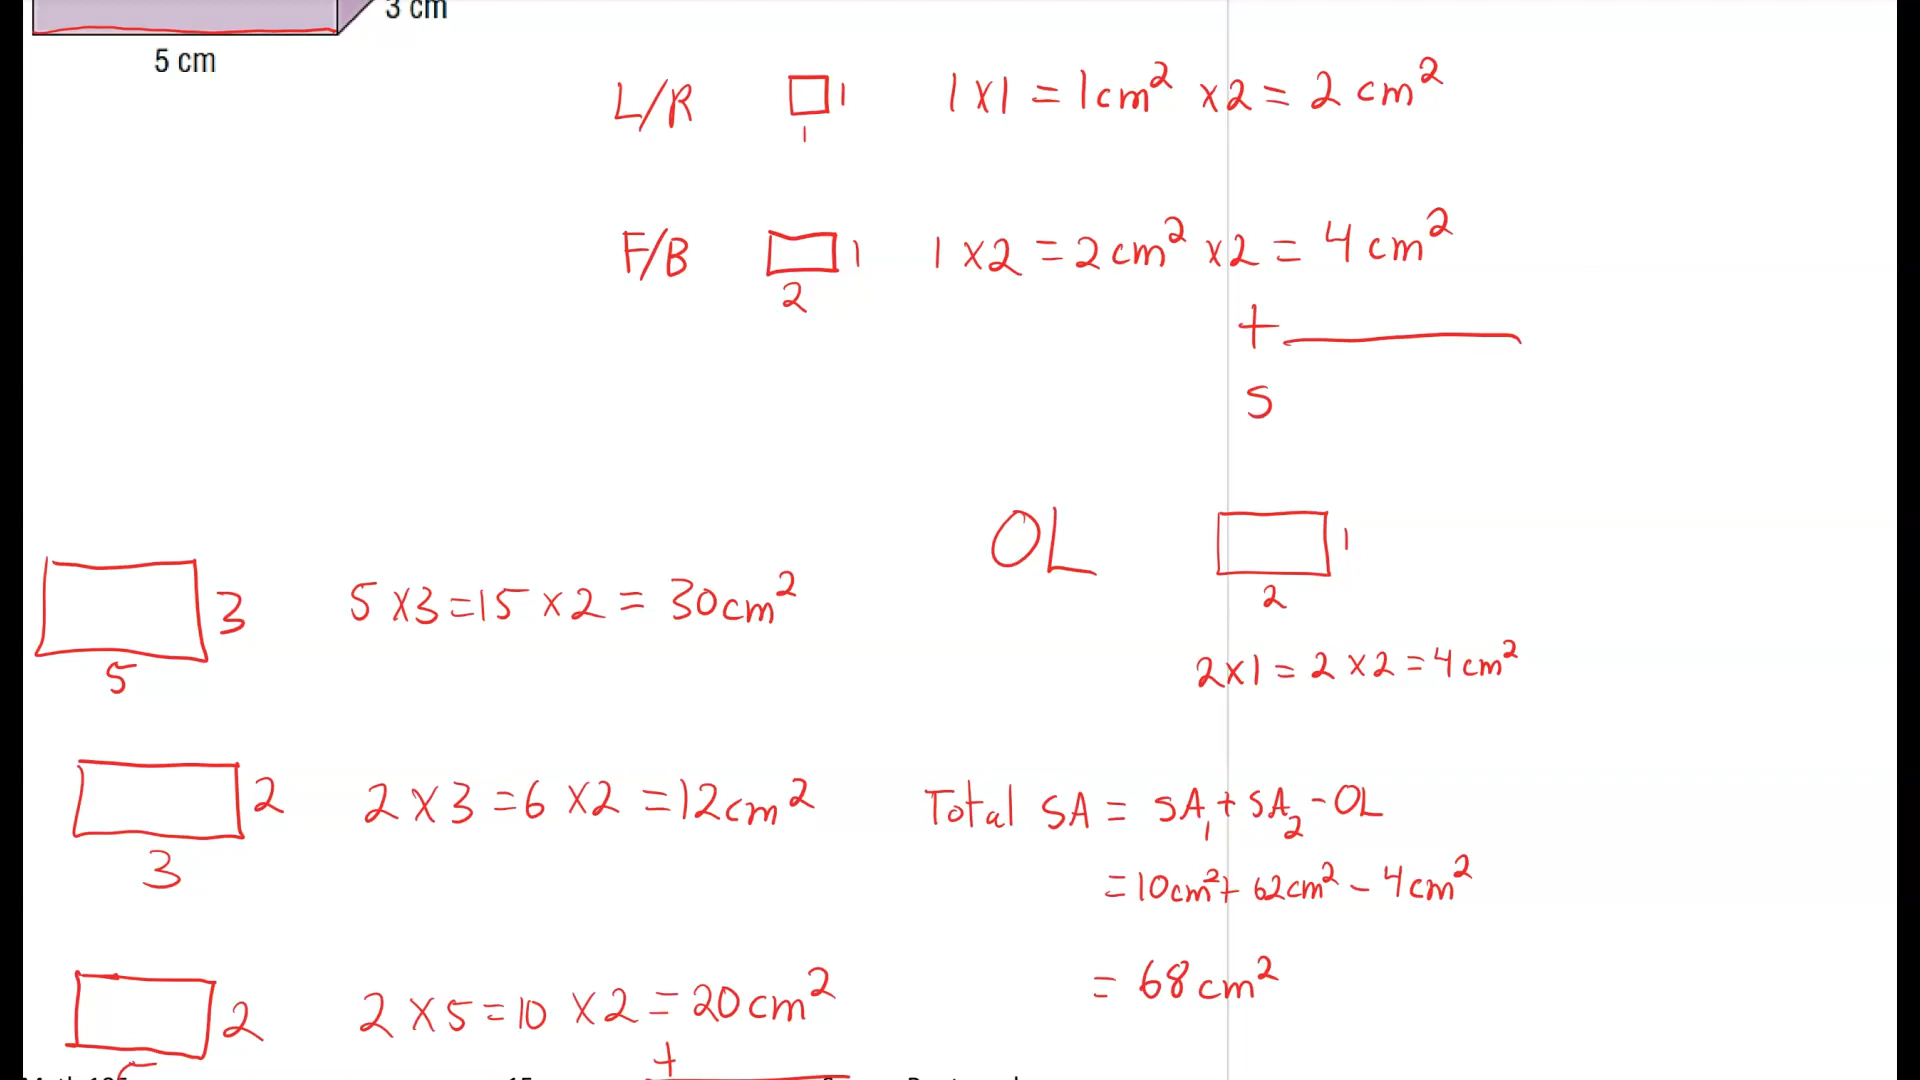 3 cm
5 cm
L/R 1 1 1 x 1 = 1 cm² x 2 = 2 cm²
F/B 1 2 1 x 2 = 2 cm² x 2 = 4 cm²
+
S
OL 1
2
3 5 x 3 = 15 x 2 = 30 cm²
5
2 x 1 = 2 x 2 = 4 cm²
2 2 x 3 = 6 x 2 = 12 cm²
3
Total SA = SA₁ + SA₂ - OL
= 10 cm² + 62 cm² - 4 cm²
= 68 cm²
2 2 x 5 = 10 x 2 = 20 cm²
+